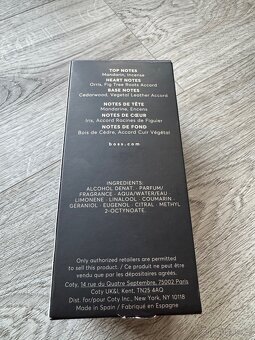 TOP NOTES
Mandarin, Incense
HEART NOTES
Orris, Fig Tree Roots Accord
BASE NOTES
Cedarwood, Vegetal Leather Accord
NOTES DE TÊTE
Mandarine, Encens
NOTES DE CŒUR
Iris, Accord Racines de Figuier
NOTES DE FOND
Bois de Cèdre, Accord Cuir Végétal
boss.com
INGREDIENTS:
ALCOHOL DENAT. • PARFUM/
FRAGRANCE • AQUA/WATER/EAU
LIMONENE • LINALOOL • COUMARIN
GERANIOL • EUGENOL • CITRAL • METHYL
2-OCTYNOATE.
Only authorized retailers are permitted
to sell this product. / Ce produit ne peut être
vendu que par les dépositaires agréés.
Coty, 14 rue du Quatre Septembre, 75002 Paris
Coty UK&I, Kent, TN25 4AQ
Dist. for/pour Coty Inc., New York, NY 10118
Made in Spain / Fabriqué en Espagne